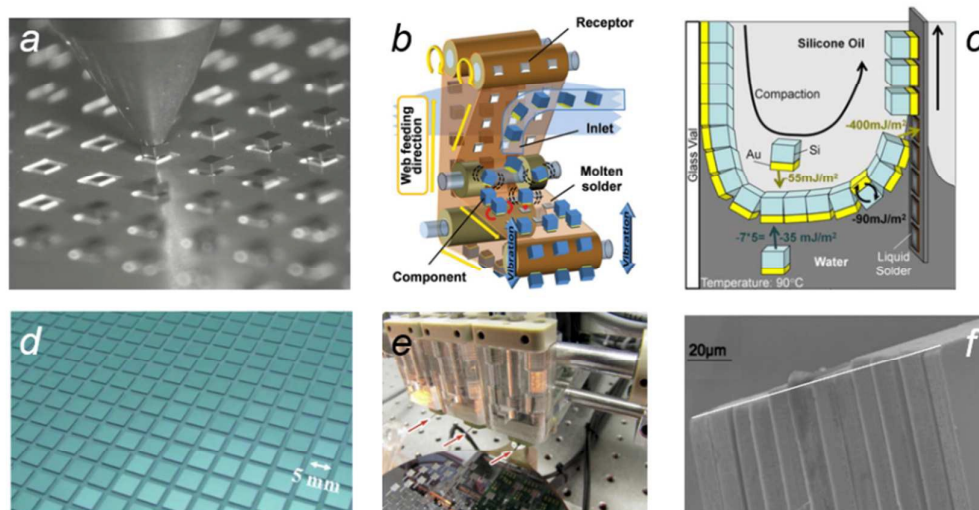 a
b
Receptor
Web feeding
direction
Inlet
Molten
solder
Component
Vibration
Vibration
c
Silicone Oil
Glass Vial
Compaction
-400mJ/m²
Au
Si
-55mJ/m²
-90mJ/m²
-7*5=
-35 mJ/m²
Water
Liquid
Solder
Temperature: 90°C
d
5 mm
e
f
20µm